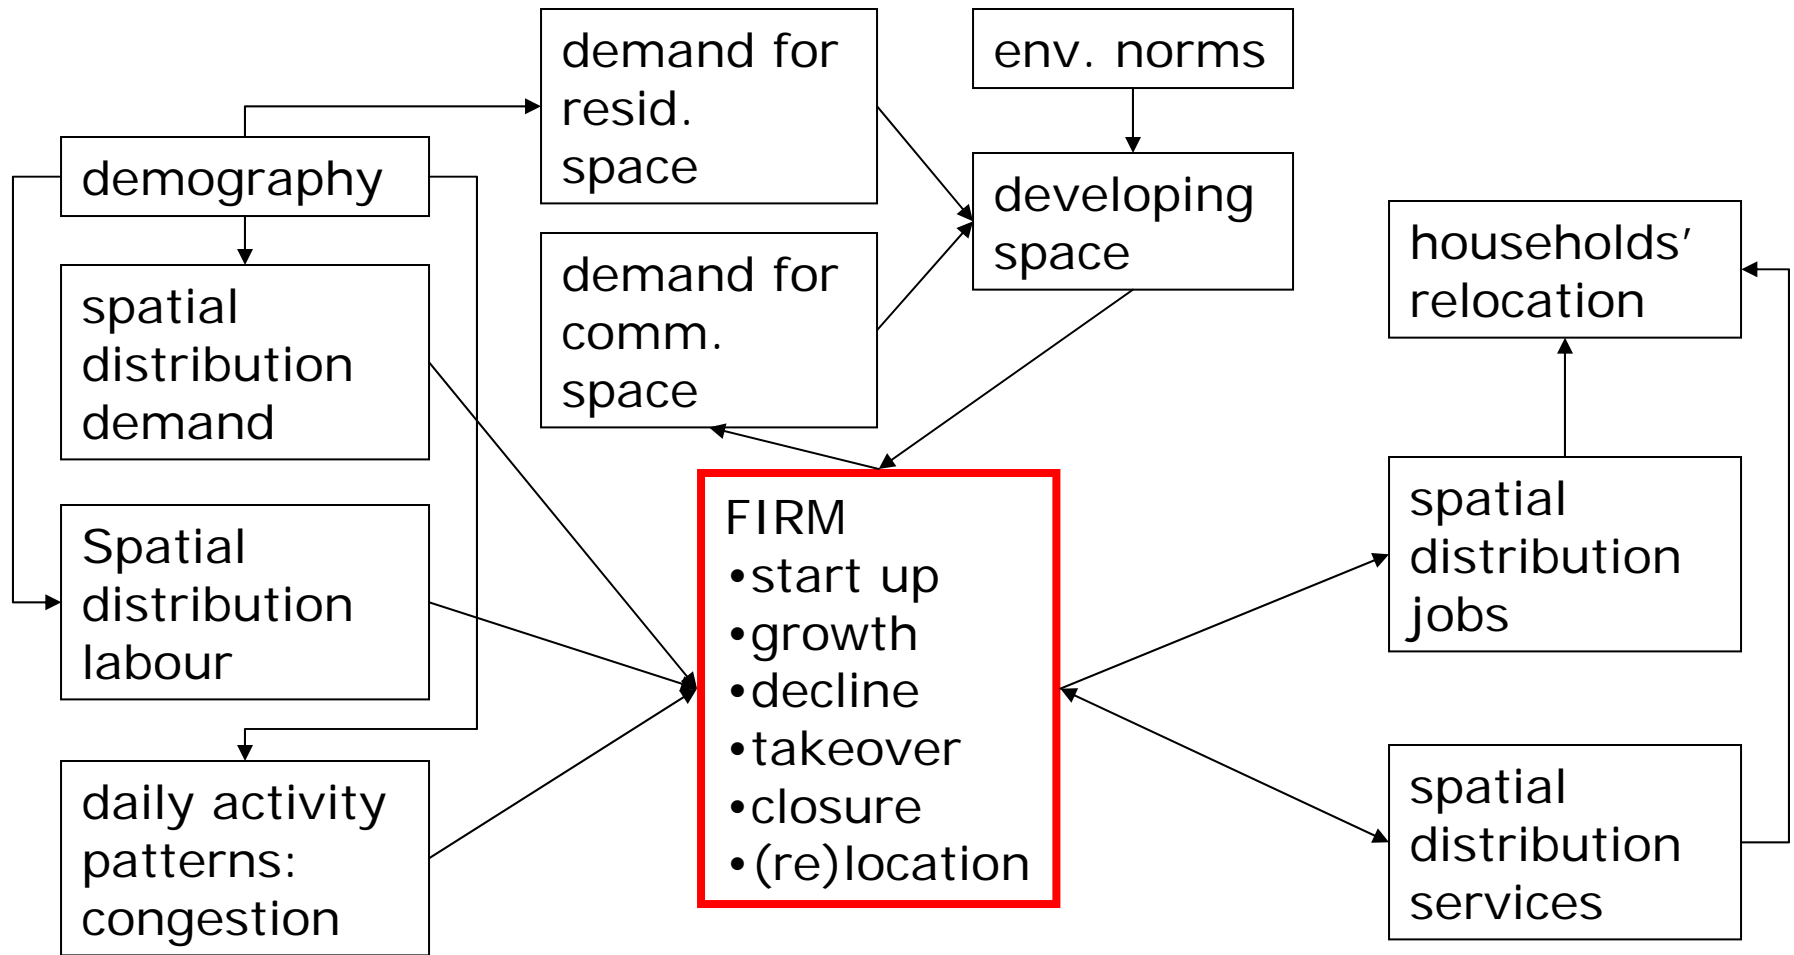 demand for
resid.
space
env. norms
demography
developing
space
households’
relocation
spatial
distribution
demand
demand for
comm.
space
Spatial
distribution
labour
FIRM
•start up
•growth
•decline
•takeover
•closure
•(re)location
spatial
distribution
jobs
daily activity
patterns:
congestion
spatial
distribution
services